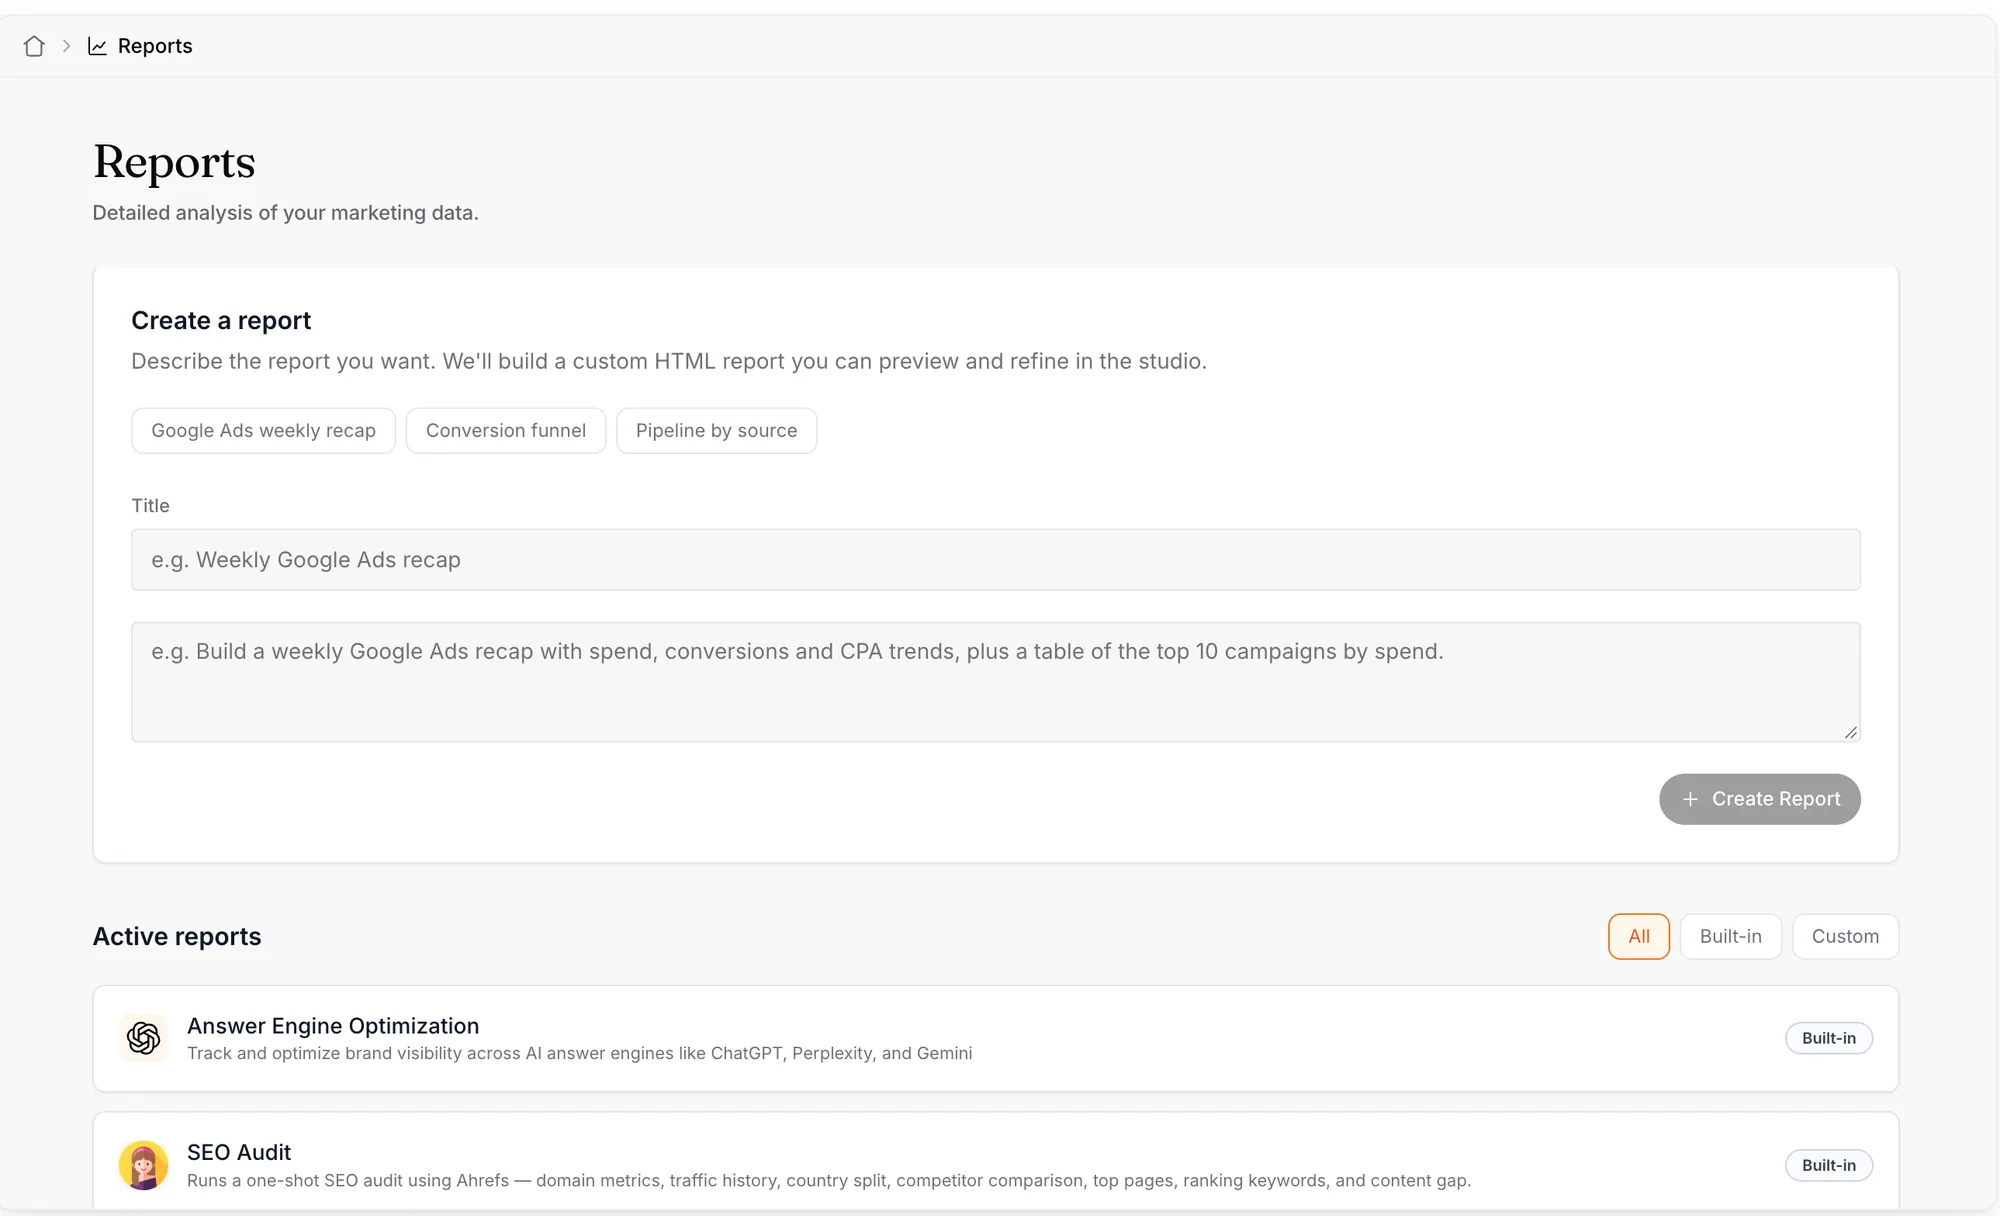 Reports
Reports
Detailed analysis of your marketing data.
Create a report
Describe the report you want. We'll build a custom HTML report you can preview and refine in the studio.
Google Ads weekly recap
Conversion funnel
Pipeline by source
Title
e.g. Weekly Google Ads recap
e.g. Build a weekly Google Ads recap with spend, conversions and CPA trends, plus a table of the top 10 campaigns by spend.
Create Report
Active reports
All
Built-in
Custom
Answer Engine Optimization
Track and optimize brand visibility across AI answer engines like ChatGPT, Perplexity, and Gemini
Built-in
SEO Audit
Runs a one-shot SEO audit using Ahrefs — domain metrics, traffic history, country split, competitor comparison, top pages, ranking keywords, and content gap.
Built-in